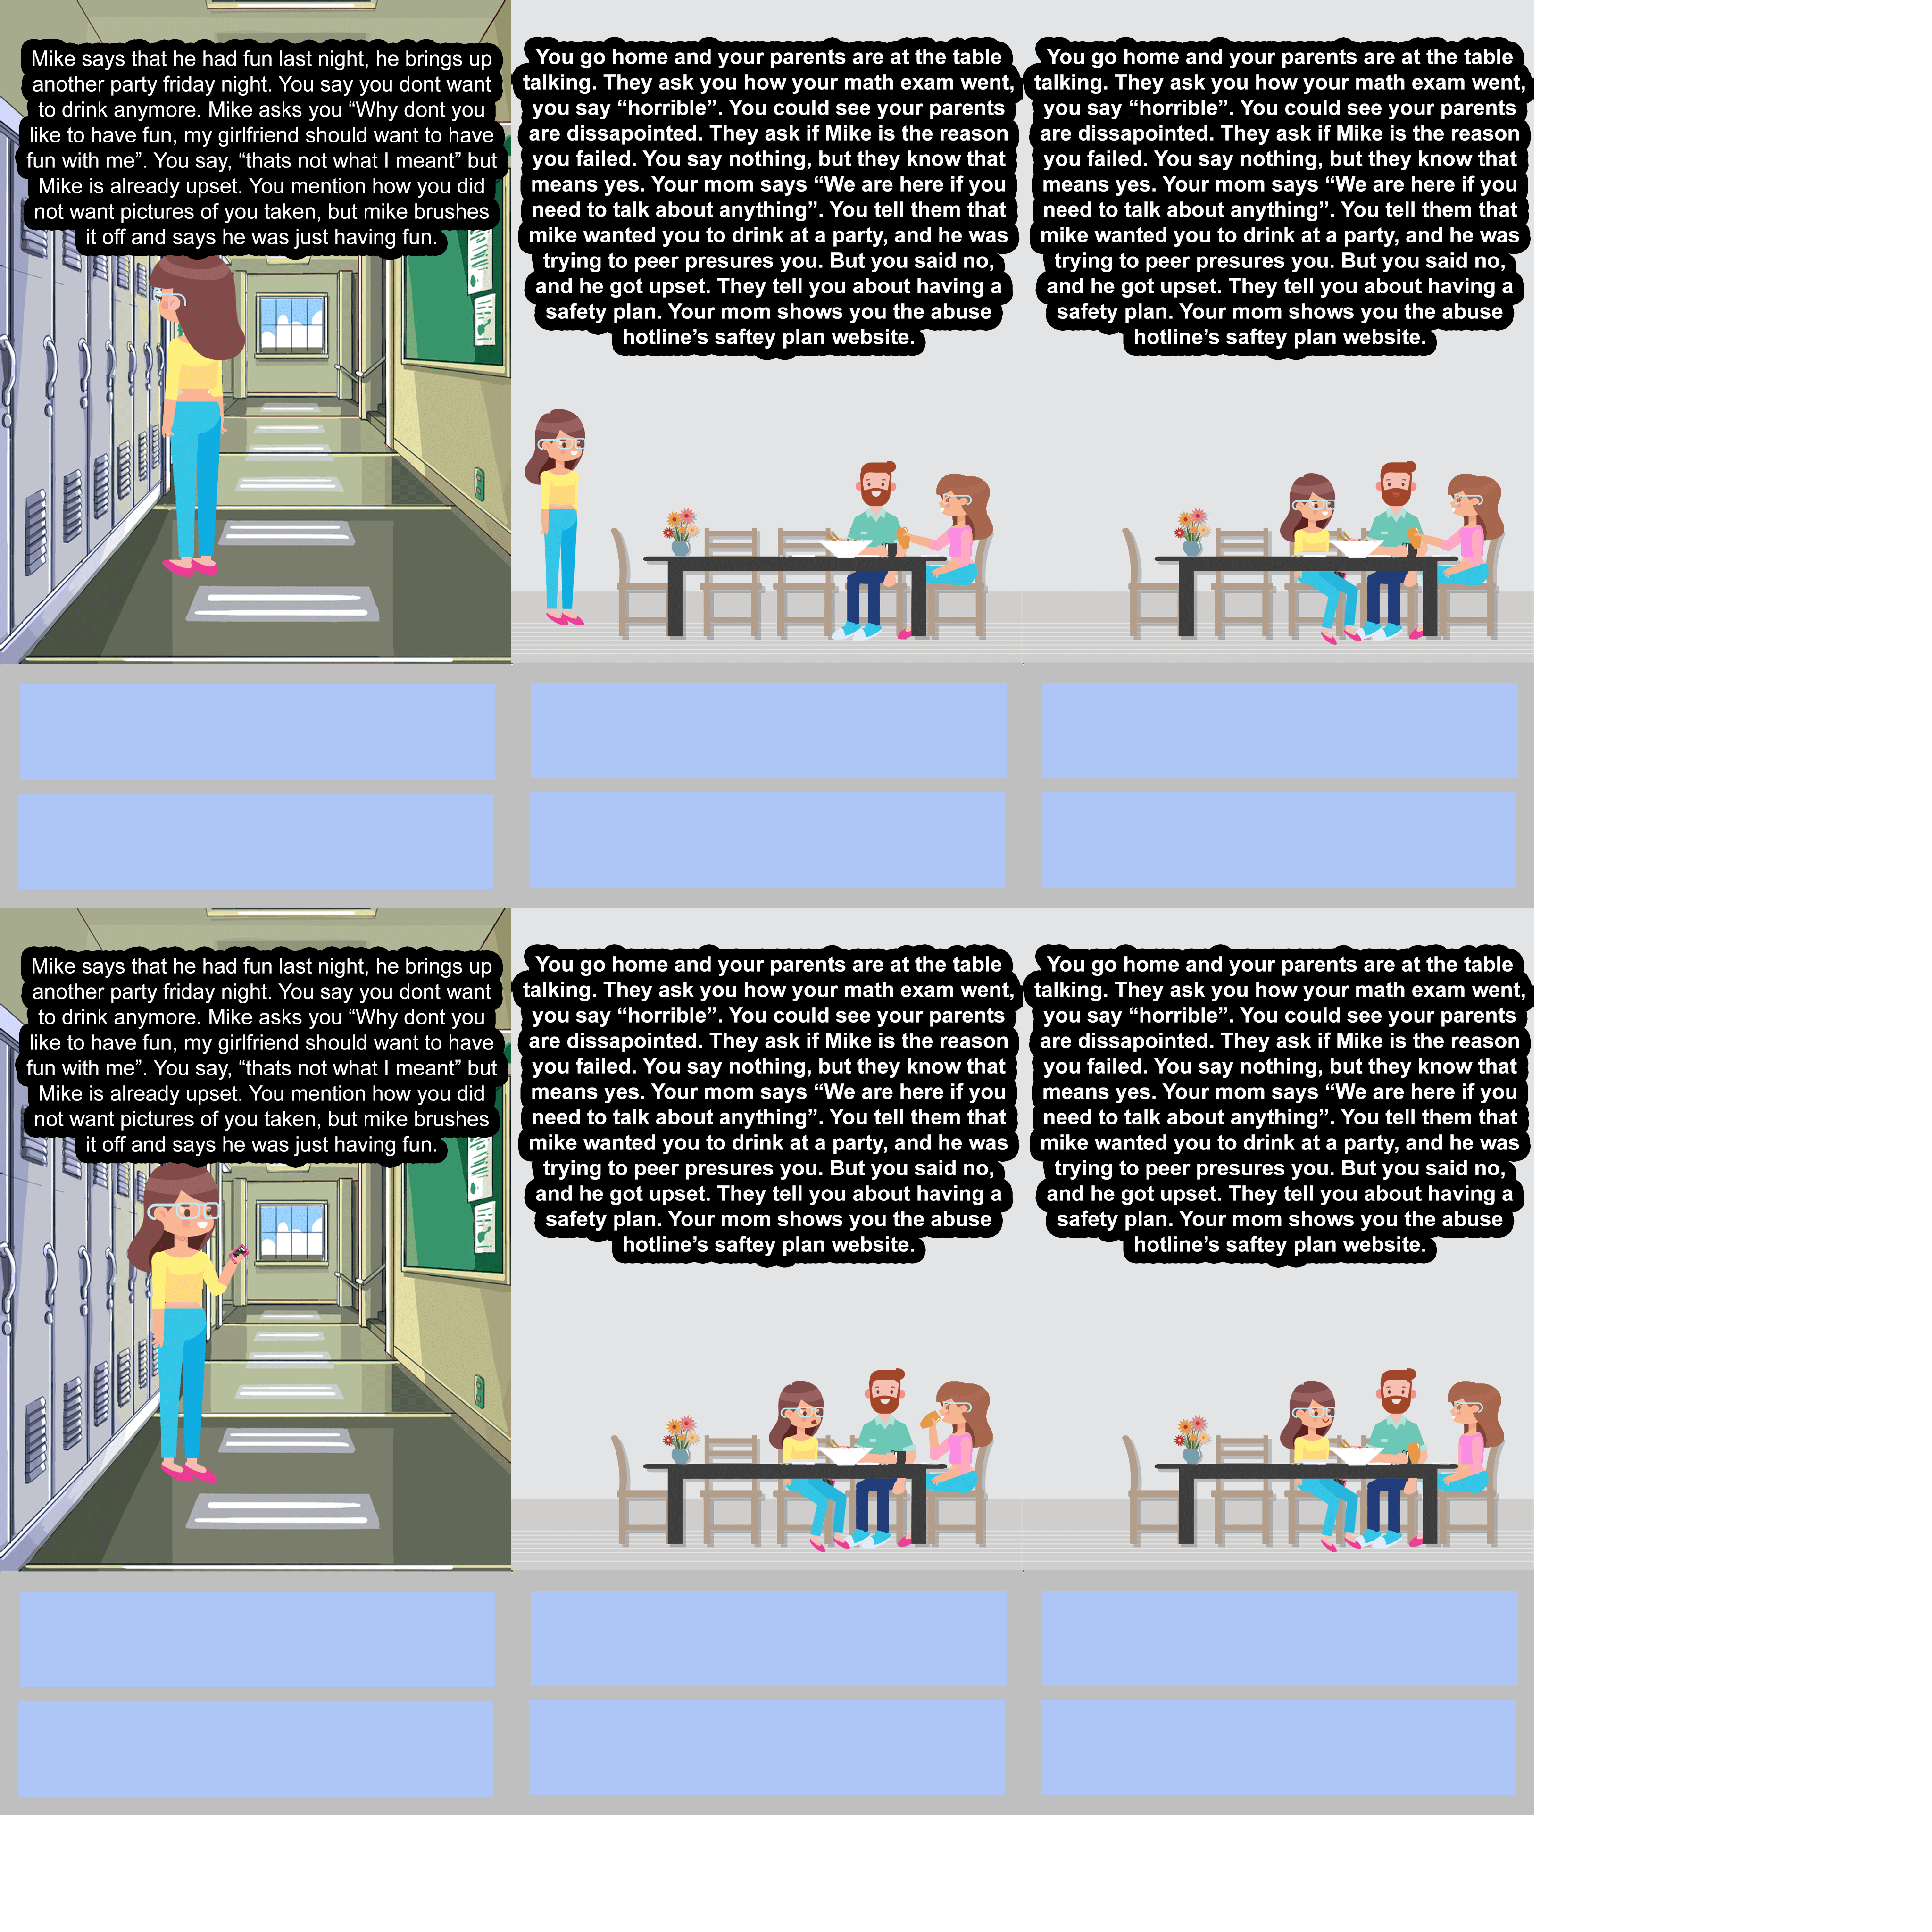 Mike says that he had fun last night, he brings up
another party friday night. You say you dont want
to drink anymore. Mike asks you “Why dont you
like to have fun, my girlfriend should want to have
fun with me”. You say, “thats not what I meant” but
Mike is already upset. You mention how you did
not want pictures of you taken, but mike brushes
it off and says he was just having fun.
You go home and your parents are at the table
talking. They ask you how your math exam went,
you say “horrible”. You could see your parents
are dissapointed. They ask if Mike is the reason
you failed. You say nothing, but they know that
means yes. Your mom says “We are here if you
need to talk about anything”. You tell them that
mike wanted you to drink at a party, and he was
trying to peer presures you. But you said no,
and he got upset. They tell you about having a
safety plan. Your mom shows you the abuse
hotline’s saftey plan website.
You go home and your parents are at the table
talking. They ask you how your math exam went,
you say “horrible”. You could see your parents
are dissapointed. They ask if Mike is the reason
you failed. You say nothing, but they know that
means yes. Your mom says “We are here if you
need to talk about anything”. You tell them that
mike wanted you to drink at a party, and he was
trying to peer presures you. But you said no,
and he got upset. They tell you about having a
safety plan. Your mom shows you the abuse
hotline’s saftey plan website.
Mike says that he had fun last night, he brings up
another party friday night. You say you dont want
to drink anymore. Mike asks you “Why dont you
like to have fun, my girlfriend should want to have
fun with me”. You say, “thats not what I meant” but
Mike is already upset. You mention how you did
not want pictures of you taken, but mike brushes
it off and says he was just having fun.
You go home and your parents are at the table
talking. They ask you how your math exam went,
you say “horrible”. You could see your parents
are dissapointed. They ask if Mike is the reason
you failed. You say nothing, but they know that
means yes. Your mom says “We are here if you
need to talk about anything”. You tell them that
mike wanted you to drink at a party, and he was
trying to peer presures you. But you said no,
and he got upset. They tell you about having a
safety plan. Your mom shows you the abuse
hotline’s saftey plan website.
You go home and your parents are at the table
talking. They ask you how your math exam went,
you say “horrible”. You could see your parents
are dissapointed. They ask if Mike is the reason
you failed. You say nothing, but they know that
means yes. Your mom says “We are here if you
need to talk about anything”. You tell them that
mike wanted you to drink at a party, and he was
trying to peer presures you. But you said no,
and he got upset. They tell you about having a
safety plan. Your mom shows you the abuse
hotline’s saftey plan website.